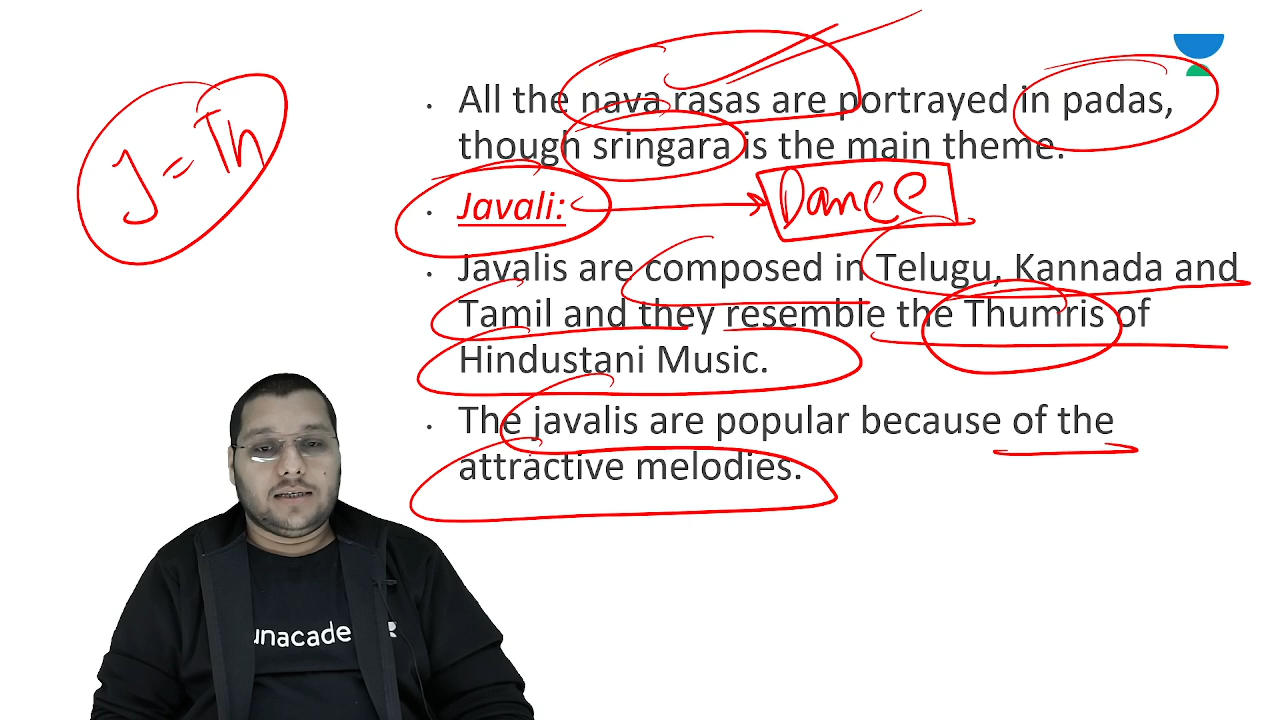 J = Th
All the nava rasas are portrayed in padas,
though sringara is the main theme.
Javali:
Dance
Javalis are composed in Telugu, Kannada and
Tamil and they resemble the Thumris of
Hindustani Music.
The javalis are popular because of the
attractive melodies.
unacade